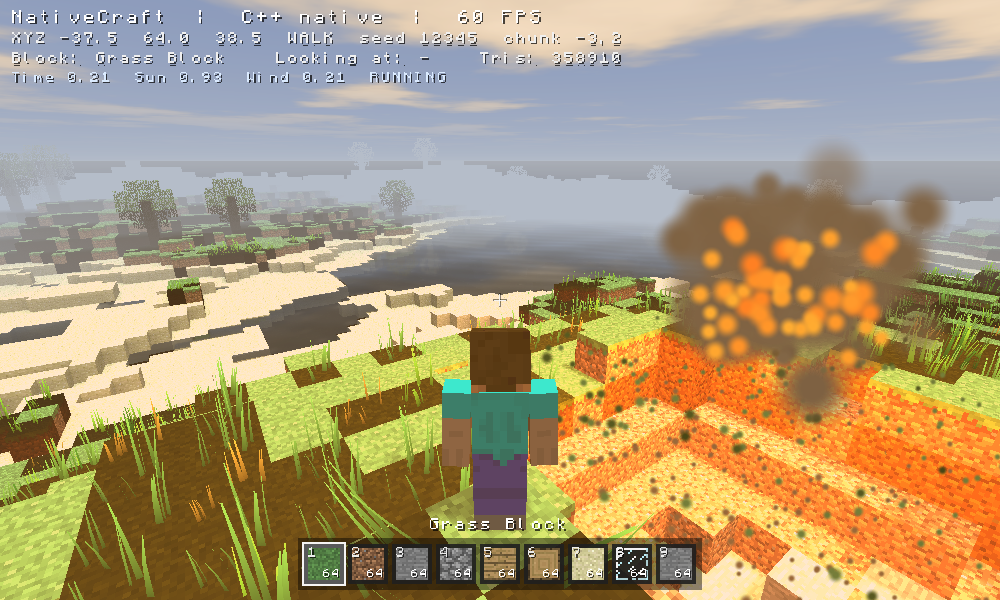 NativeCraft | C++ native | 60 FPS
XYZ -37.5 64.0 38.5 WALK seed 12345 chunk -3,2
Block: Grass Block Looking at: - Tris: 358910
Time 0.21 Sun 0.93 Wind 0.21 RUNNING
Grass Block
1 2 3 4 5 6 7 8 9
64 64 64 64 64 64 64 64 64